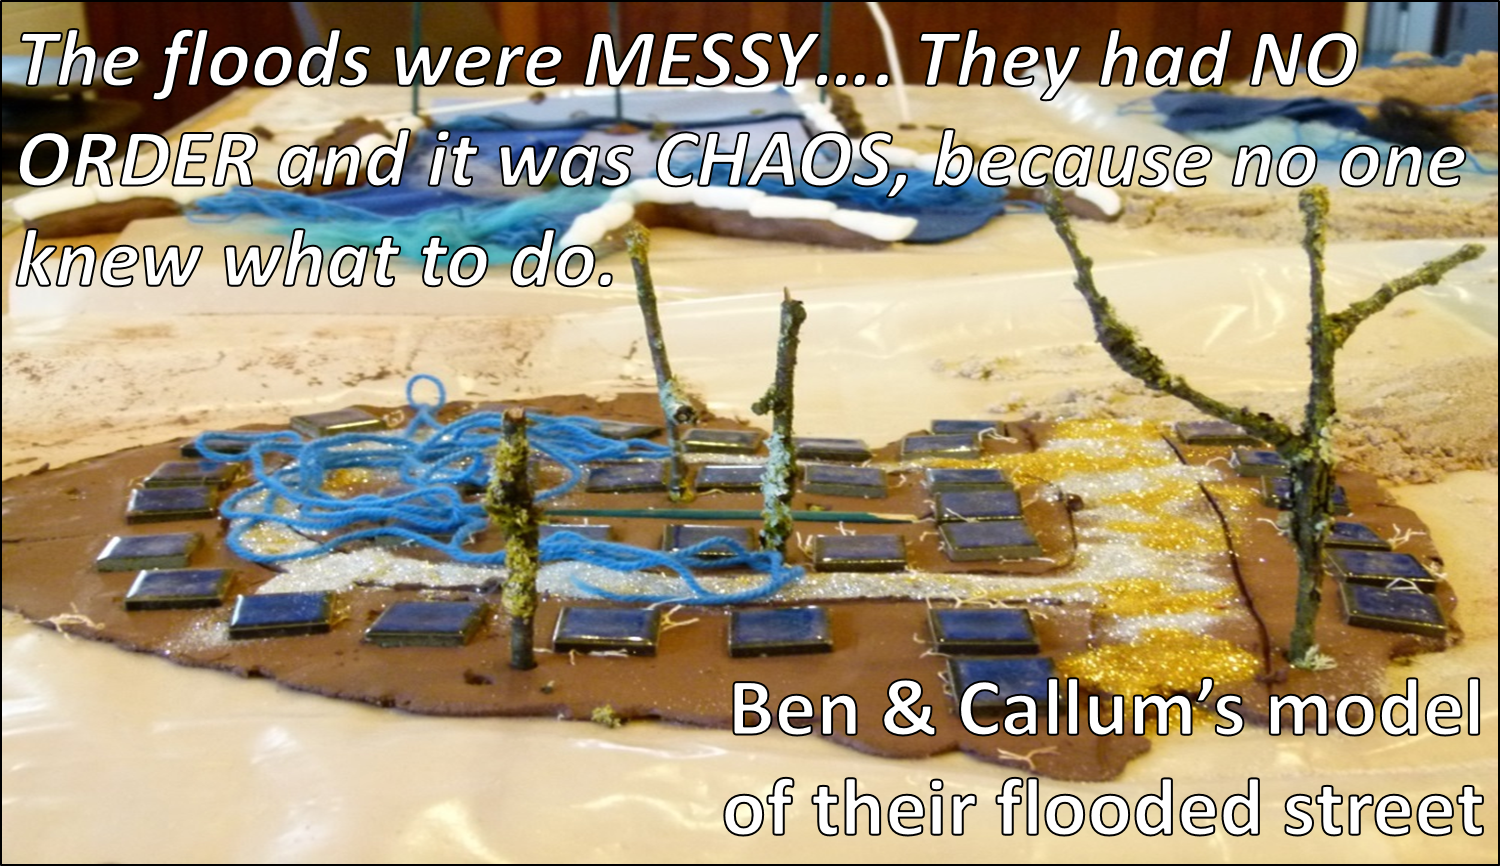 The floods were MESSY.... They had NO
ORDER and it was CHAOS, because no one
knew what to do.
Ben & Callum’s model
of their flooded street